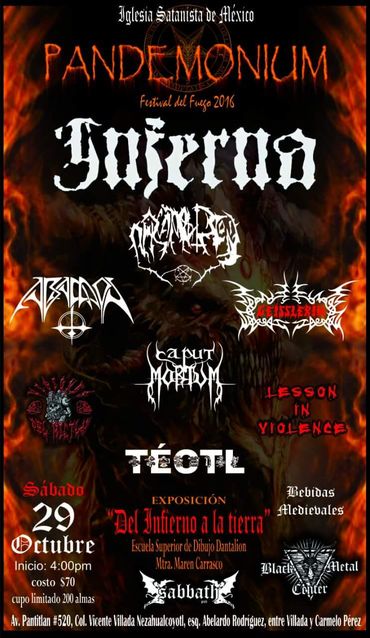 Iglesia Satanista de México
PANDEMONIUM
Festival del Fuego 2016
Inferno
CAPUT
MORTUM
LESSON
IN
VIOLENCE
TÉOTL
Sábado
29
Octubre
Inicio: 4:00pm
costo $70
cupo limitado 200 almas
EXPOSICIÓN
"Del Infierno a la tierra"
Escuela Superior de Dibujo Dantalion
Mtra. Maren Carrasco
Sabbath
Bebidas
Medievales
Black Metal
Center
Av. Pantitlan #520, Col. Vicente Villada Nezahualcoyotl, esq. Abelardo Rodríguez, entre Villada y Carmelo Pérez